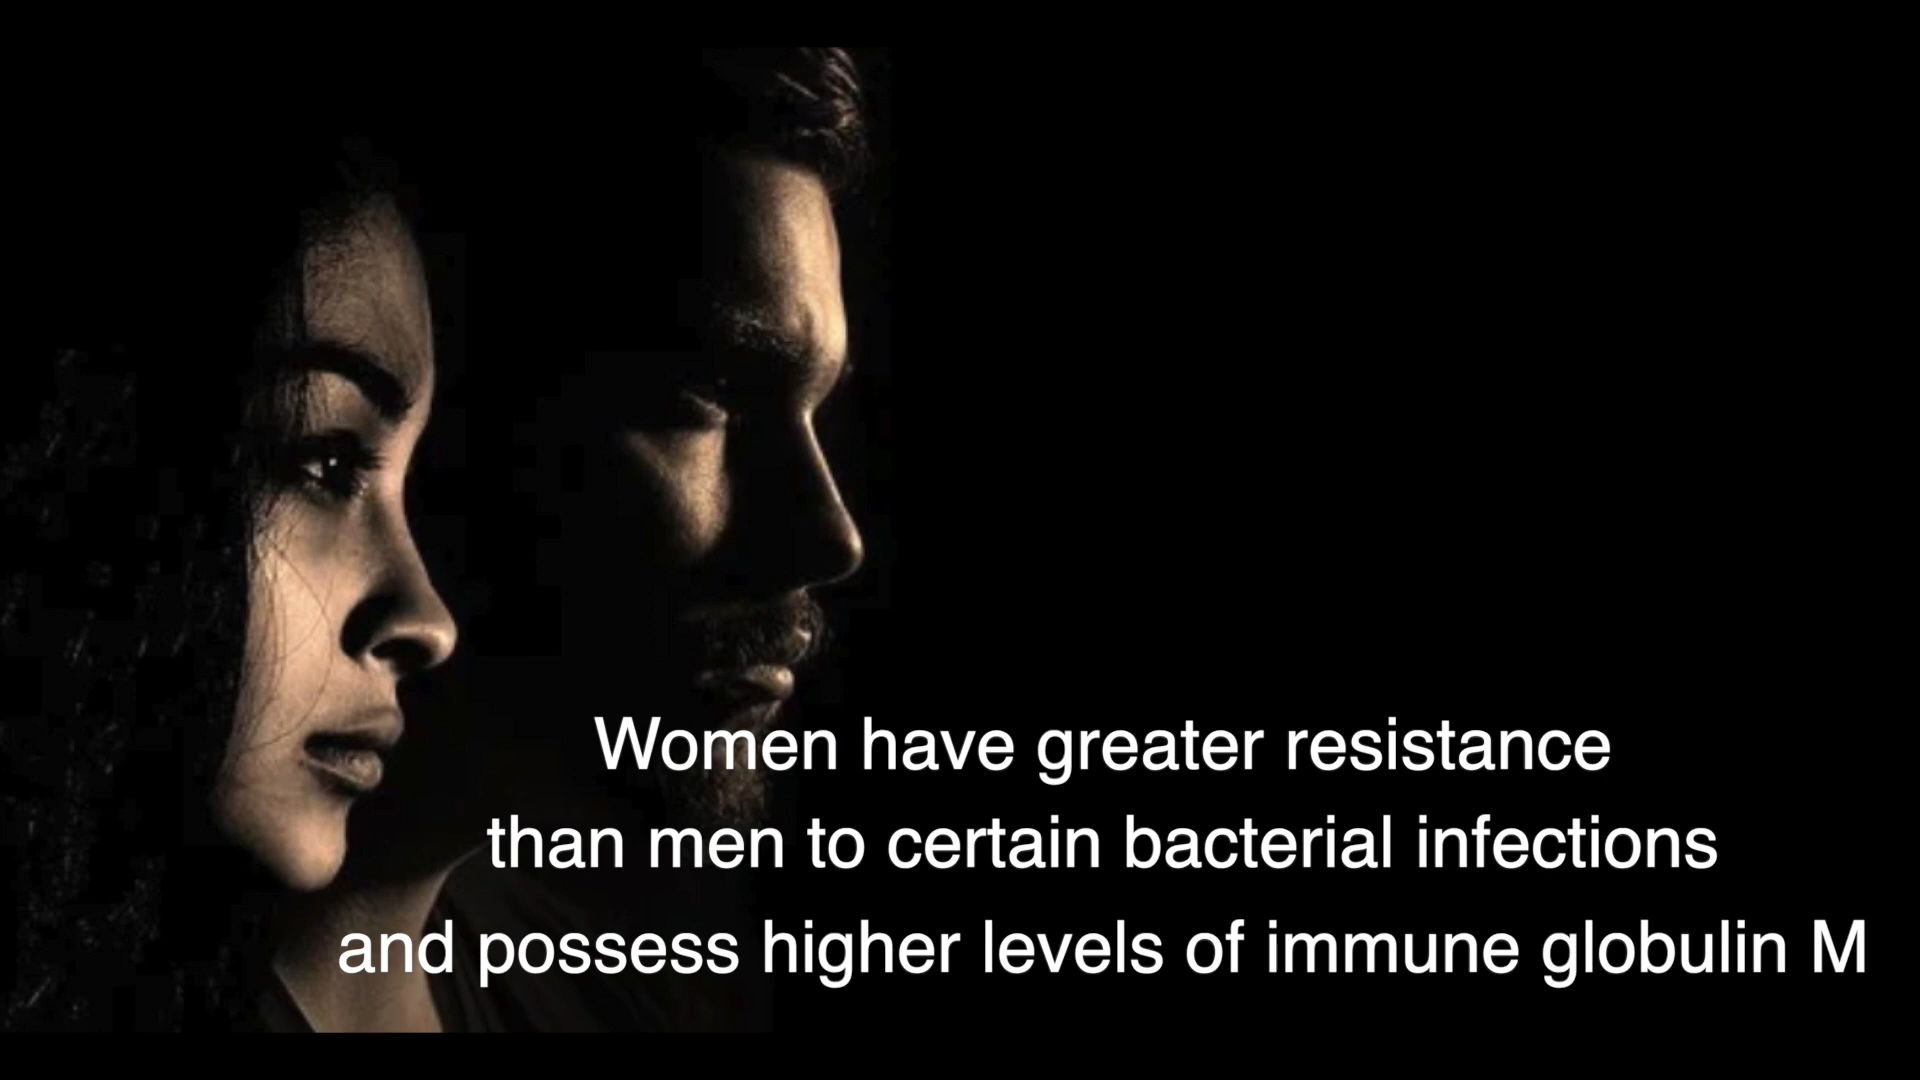 Women have greater resistance
than men to certain bacterial infections
and possess higher levels of immune globulin M